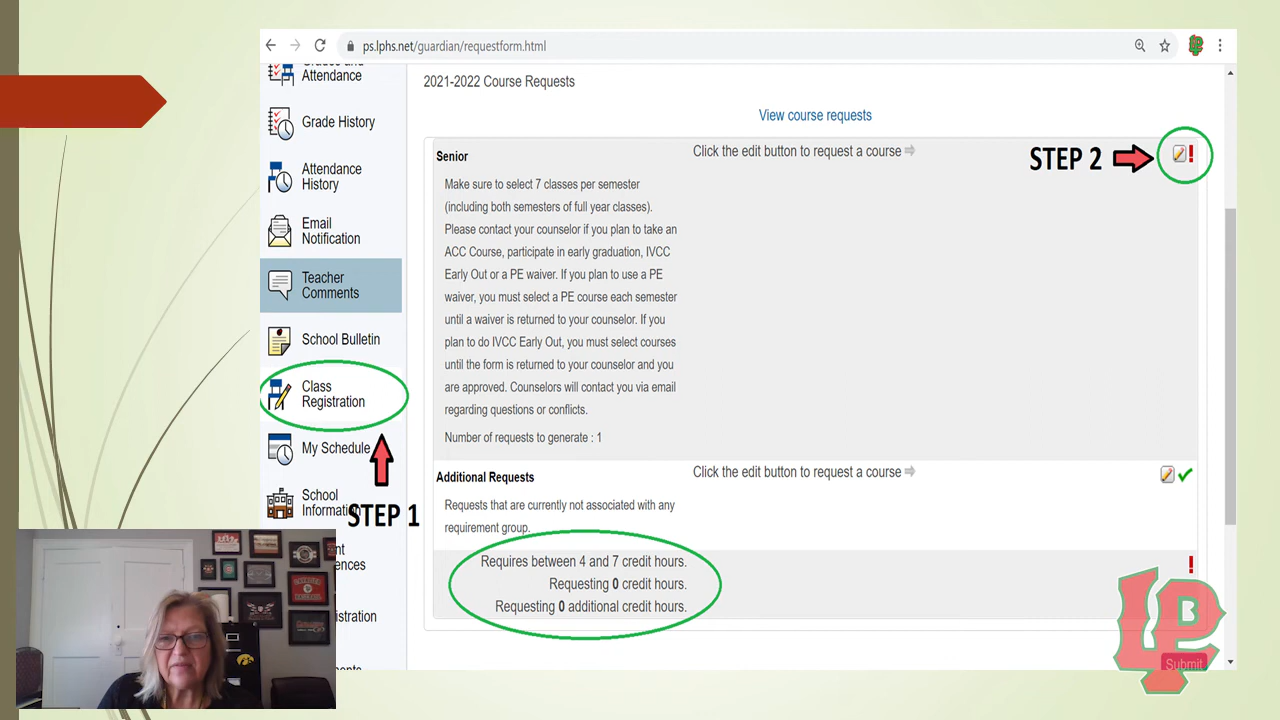 ps.lphs.net/guardian/requestform.html
Grades and
Attendance
Grade History
Attendance
History
Email
Notification
Teacher
Comments
School Bulletin
Class
Registration
My Schedule
School
Information
STEP 1
2021-2022 Course Requests
View course requests
Senior
Click the edit button to request a course
STEP 2
Make sure to select 7 classes per semester
(including both semesters of full year classes).
Please contact your counselor if you plan to take an
ACC Course, participate in early graduation, IVCC
Early Out or a PE waiver. If you plan to use a PE
waiver, you must select a PE course each semester
until a waiver is returned to your counselor. If you
plan to do IVCC Early Out, you must select courses
until the form is returned to your counselor and you
are approved. Counselors will contact you via email
regarding questions or conflicts.
Number of requests to generate : 1
Additional Requests
Click the edit button to request a course
Requests that are currently not associated with any
requirement group.
Requires between 4 and 7 credit hours.
Requesting 0 credit hours.
Requesting 0 additional credit hours.
LP
Submit